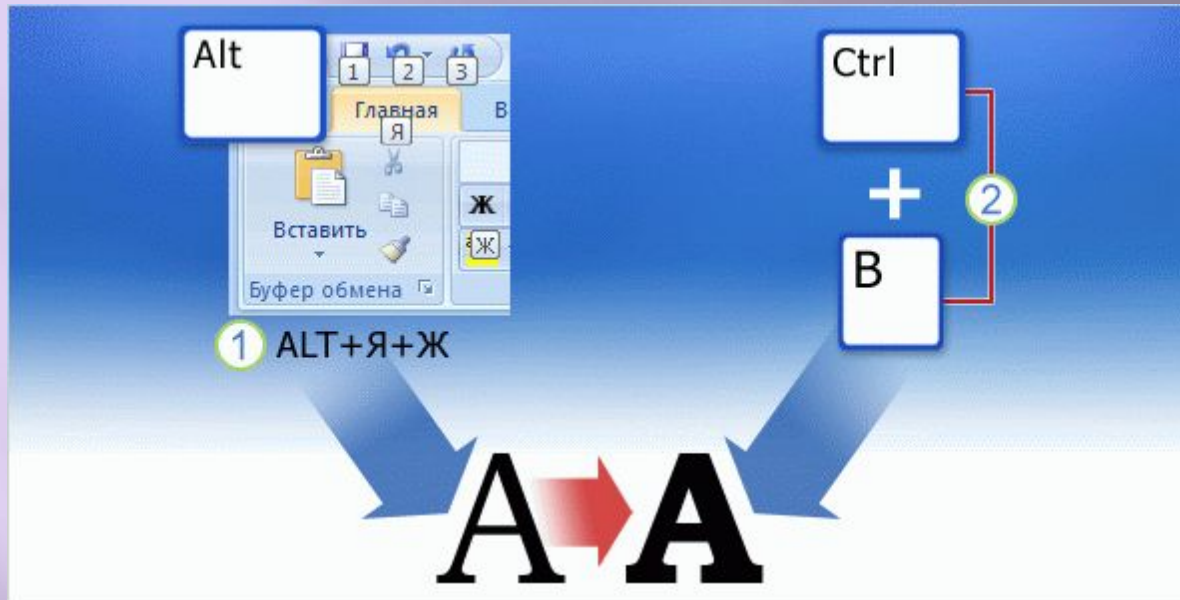 Alt
1 2 3
Главная
В
Я
Ж
Вставить
Ж
Буфер обмена
1 ALT+Я+Ж
Ctrl
+
2
B
А А